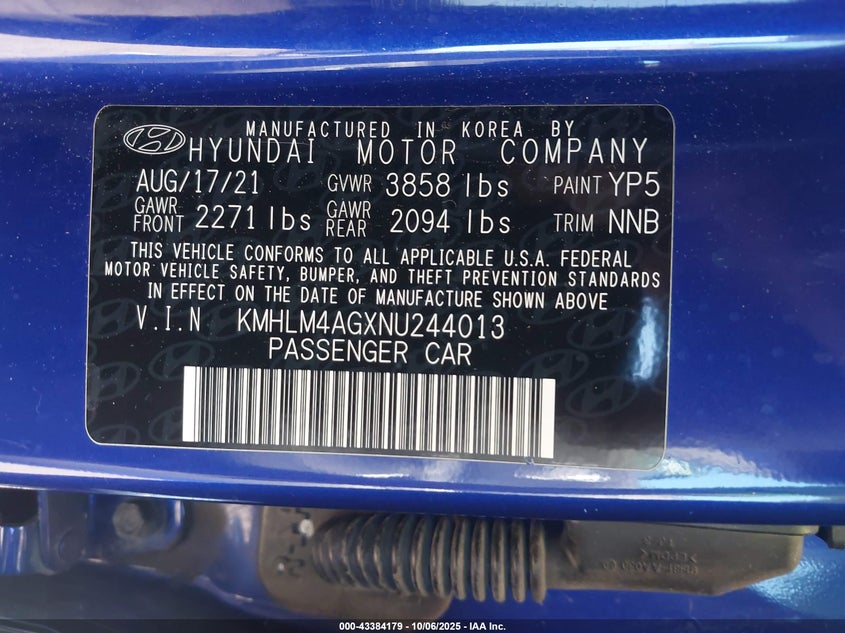 MANUFACTURED IN KOREA BY
HYUNDAI MOTOR COMPANY
AUG/17/21 GVWR 3858 lbs PAINT YP5
GAWR FRONT 2271 lbs GAWR REAR 2094 lbs TRIM NNB
THIS VEHICLE CONFORMS TO ALL APPLICABLE U.S.A. FEDERAL
MOTOR VEHICLE SAFETY, BUMPER, AND THEFT PREVENTION STANDARDS
IN EFFECT ON THE DATE OF MANUFACTURE SHOWN ABOVE
V.I.N KMHLM4AGXNU244013
PASSENGER CAR
000-43384179 - 10/06/2025 - IAA Inc.